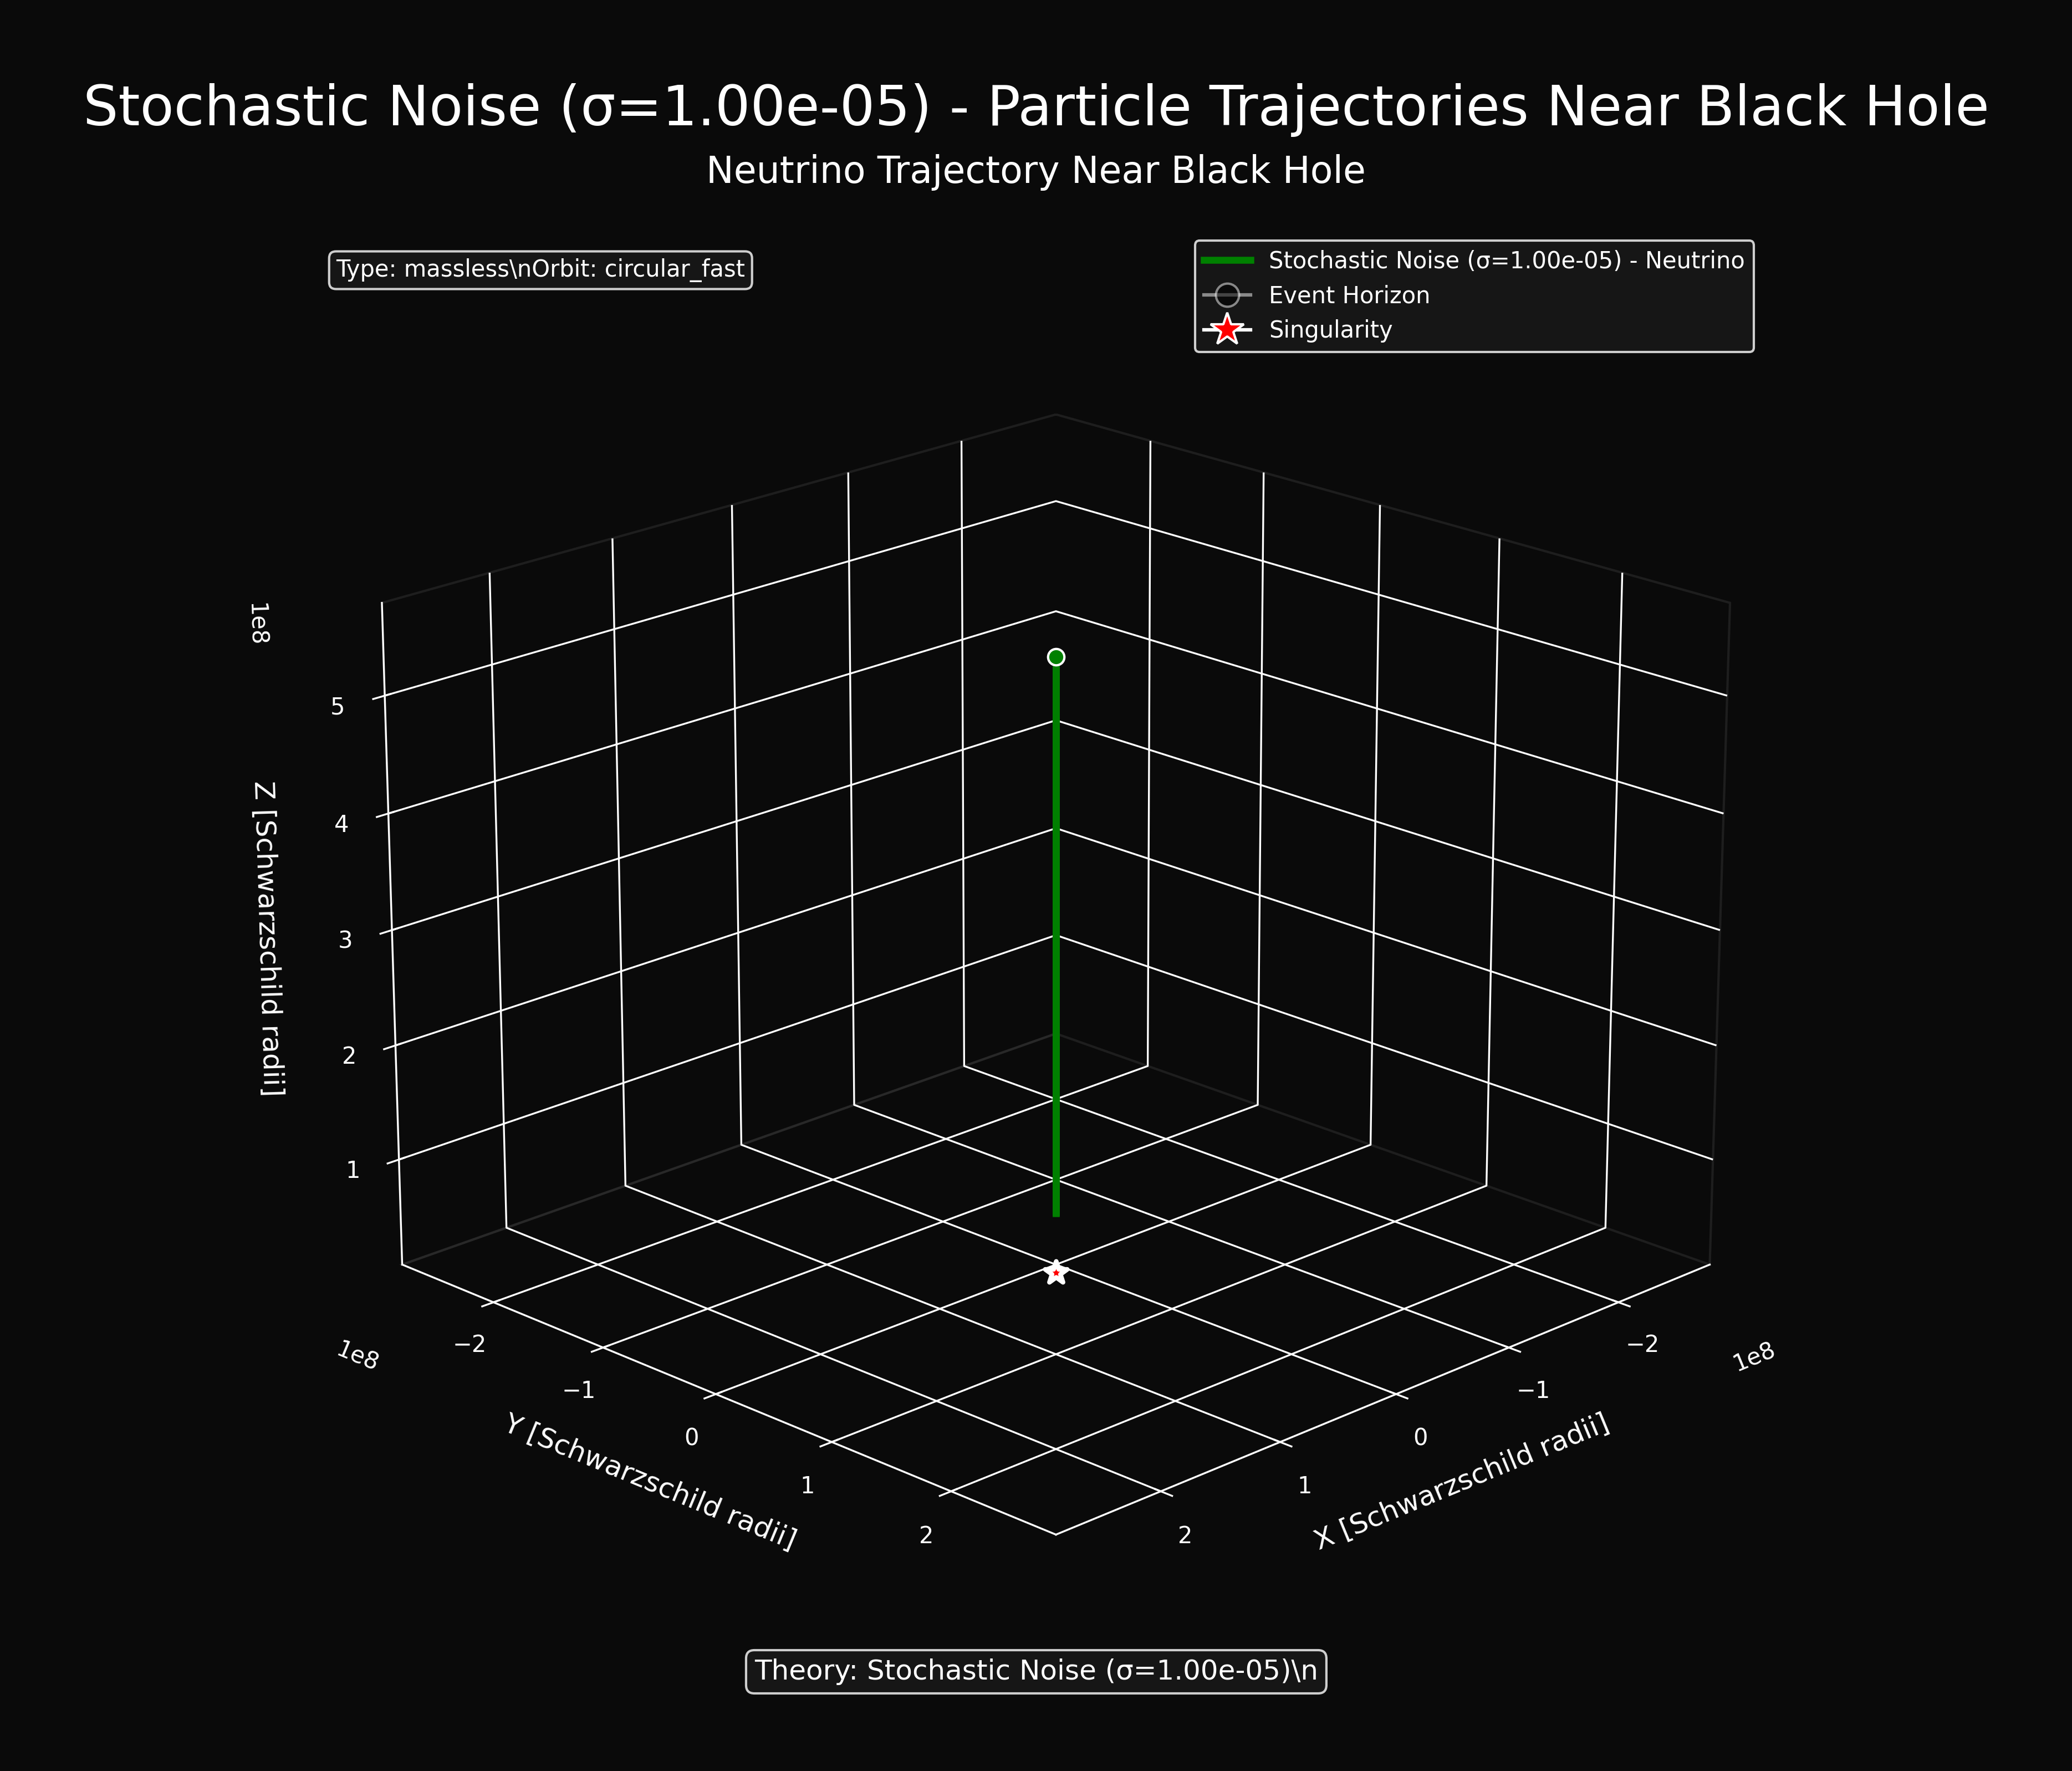 Stochastic Noise (σ=1.00e-05) - Particle Trajectories Near Black Hole
Neutrino Trajectory Near Black Hole
Type: massless\nOrbit: circular_fast
Stochastic Noise (σ=1.00e-05) - Neutrino
Event Horizon
Singularity
1e8
5
4
3
2
1
Z [Schwarzschild radii]
1e8
−2
−1
0
1
2
Y [Schwarzschild radii]
1e8
−2
−1
0
1
2
X [Schwarzschild radii]
Theory: Stochastic Noise (σ=1.00e-05)\n